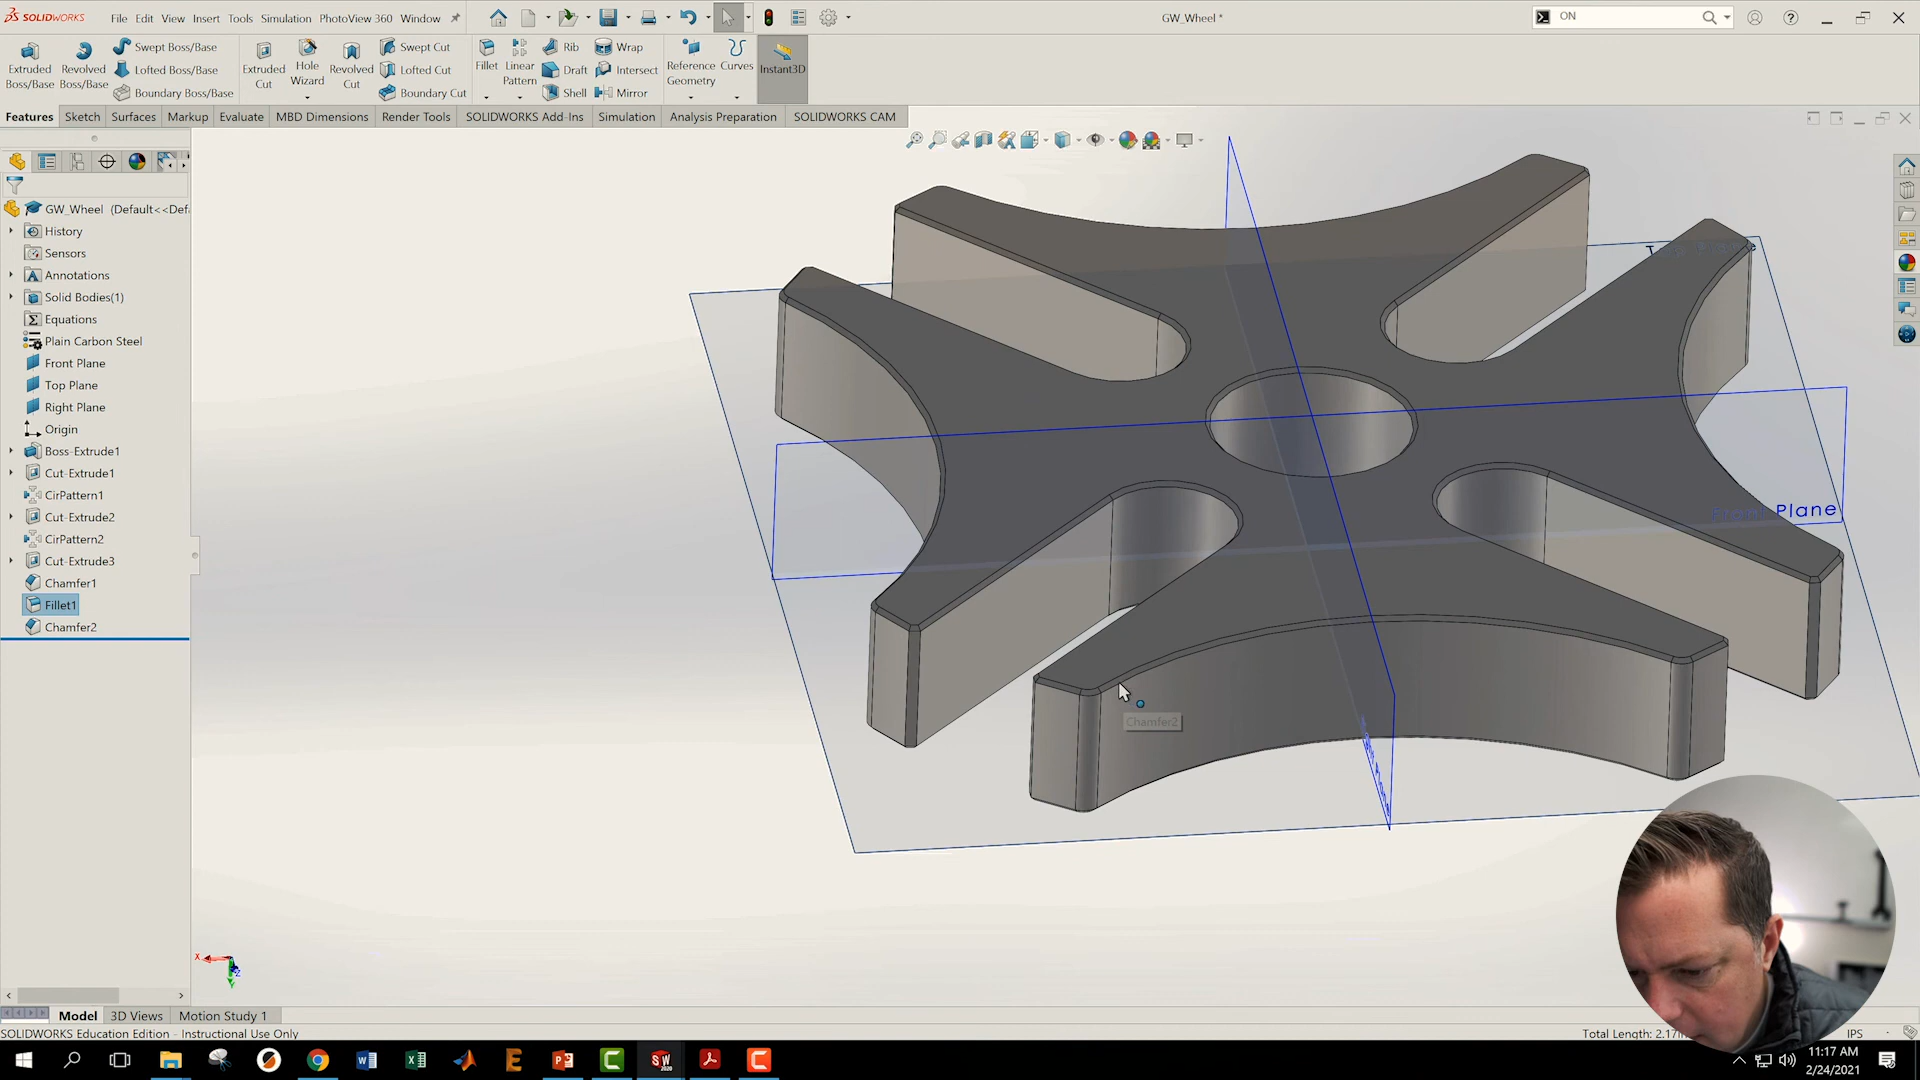 SOLIDWORKS
File Edit View Insert Tools Simulation PhotoView 360 Window
GW_Wheel *
ON
Extruded Boss/Base
Revolved Boss/Base
Swept Boss/Base
Lofted Boss/Base
Boundary Boss/Base
Extruded Cut
Hole Wizard
Revolved Cut
Swept Cut
Lofted Cut
Boundary Cut
Fillet
Linear Pattern
Rib
Draft
Shell
Wrap
Intersect
Mirror
Reference Geometry
Curves
Instant3D
Features Sketch Surfaces Markup Evaluate MBD Dimensions Render Tools SOLIDWORKS Add-Ins Simulation Analysis Preparation SOLIDWORKS CAM
GW_Wheel (Default<<Def
History
Sensors
Annotations
Solid Bodies(1)
Equations
Plain Carbon Steel
Front Plane
Top Plane
Right Plane
Origin
Boss-Extrude1
Cut-Extrude1
CirPattern1
Cut-Extrude2
CirPattern2
Cut-Extrude3
Chamfer1
Fillet1
Chamfer2
Front Plane
Chamfer2
X
Z
Model 3D Views Motion Study 1
SOLIDWORKS Education Edition - Instructional Use Only
Total Length: 2.17in
IPS
11:17 AM
2/24/2021